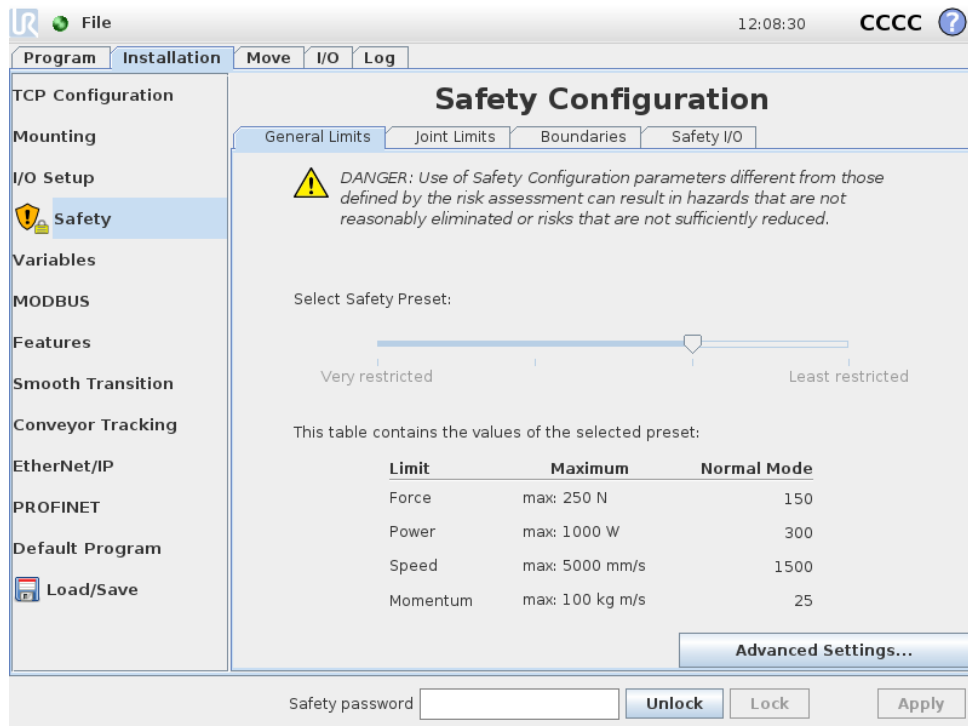 UR File 12:08:30 CCCC ?
Program Installation Move I/O Log
TCP Configuration
Mounting
I/O Setup
Safety
Variables
MODBUS
Features
Smooth Transition
Conveyor Tracking
EtherNet/IP
PROFINET
Default Program
Load/Save
Safety Configuration
General Limits Joint Limits Boundaries Safety I/O
DANGER: Use of Safety Configuration parameters different from those
defined by the risk assessment can result in hazards that are not
reasonably eliminated or risks that are not sufficiently reduced.
Select Safety Preset:
Very restricted Least restricted
This table contains the values of the selected preset:
Limit Maximum Normal Mode
Force max: 250 N 150
Power max: 1000 W 300
Speed max: 5000 mm/s 1500
Momentum max: 100 kg m/s 25
Advanced Settings...
Safety password Unlock Lock Apply